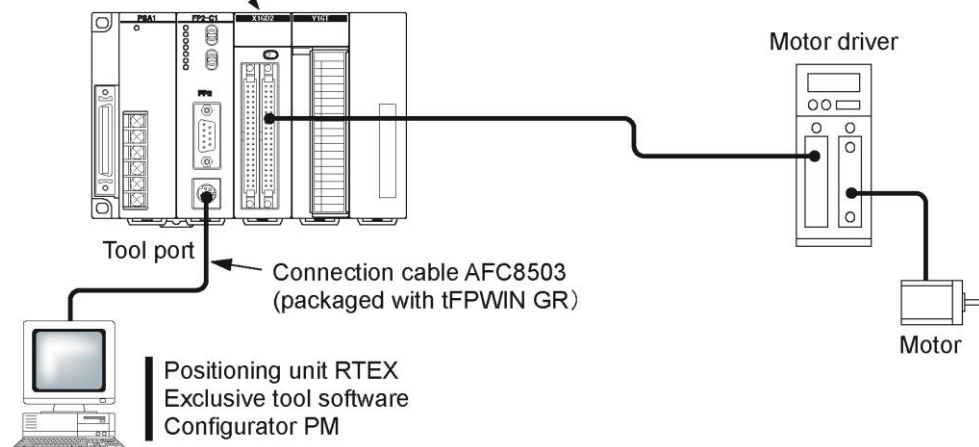 PSA1
FP2-C1
X16D2
Y16T
FP2
Motor driver
Tool port
Connection cable AFC8503
(packaged with tFPWIN GR)
Motor
Positioning unit RTEX
Exclusive tool software
Configurator PM